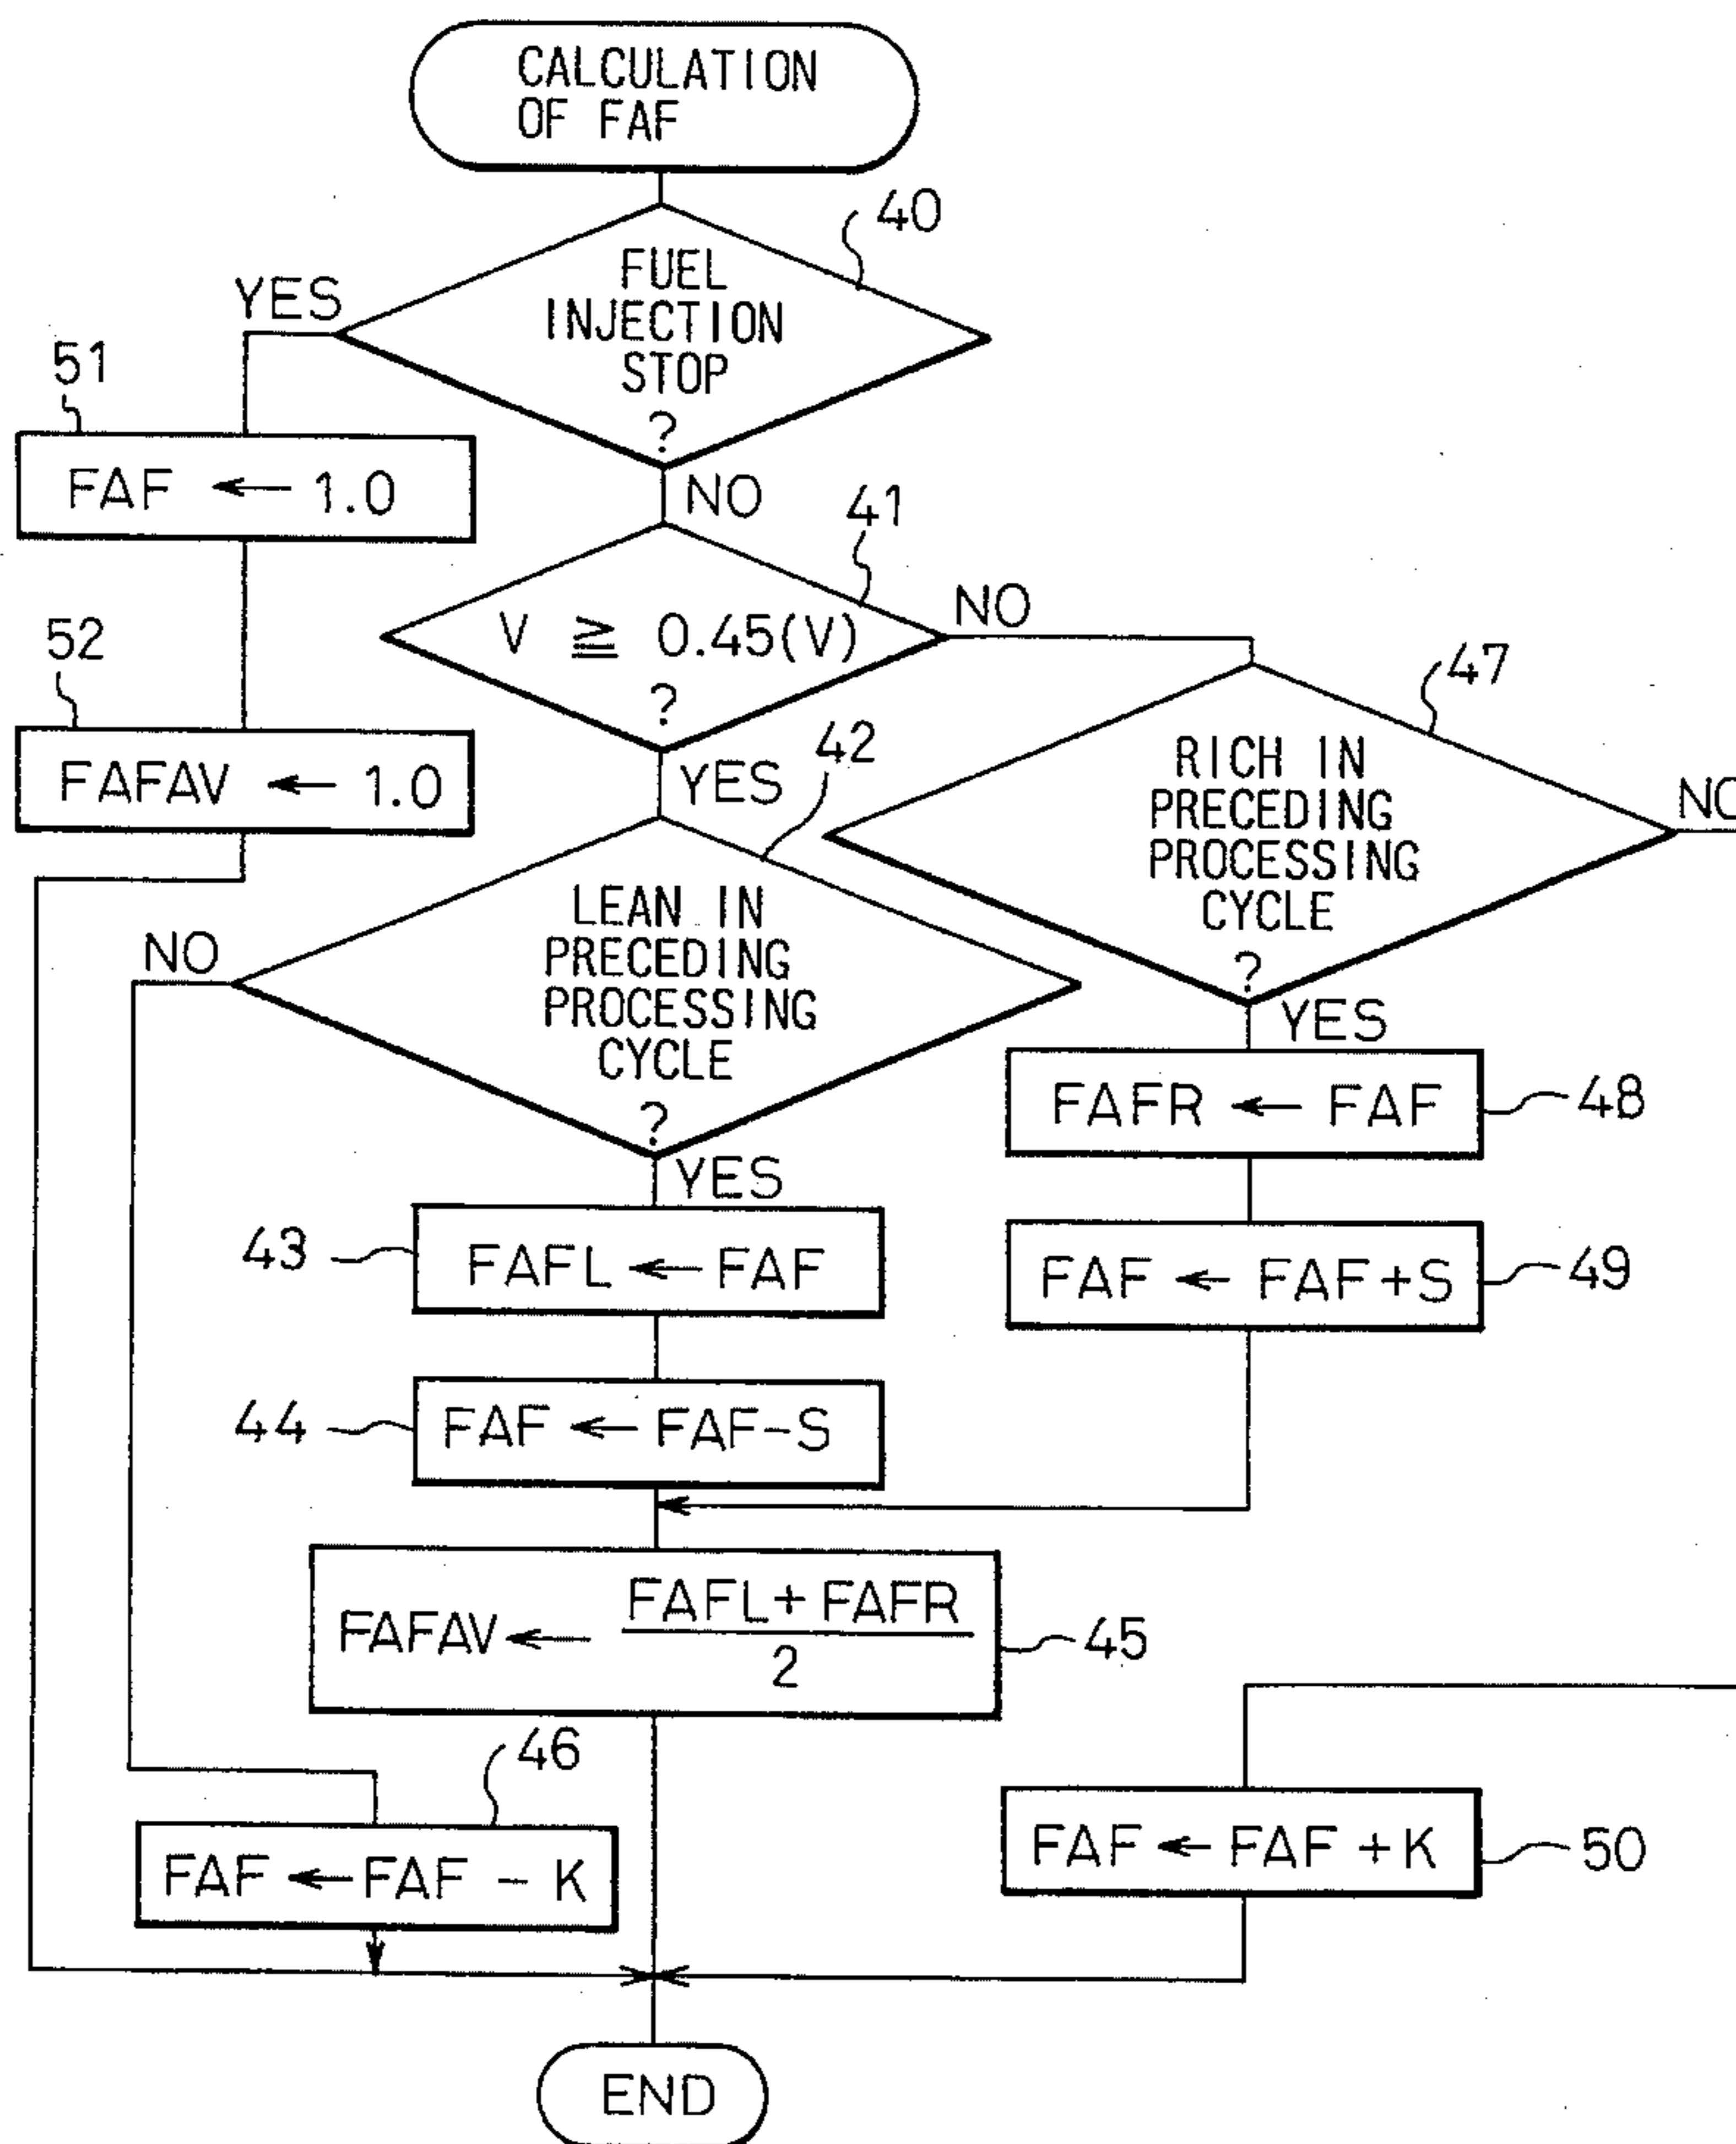 CALCULATION
OF FAF
40
FUEL
INJECTION
STOP
?
YES
NO
51
FAF ← 1.0
52
FAFAV ← 1.0
41
V ≧ 0.45(V)
?
NO
YES
42
LEAN IN
PRECEDING
PROCESSING
CYCLE
?
NO
YES
47
RICH IN
PRECEDING
PROCESSING
CYCLE
?
NO
YES
43
FAFL ← FAF
44
FAF ← FAF-S
48
FAFR ← FAF
49
FAF ← FAF+S
45
FAFAV ← FAFL+FAFR
2
46
FAF ← FAF - K
50
FAF ← FAF +K
END